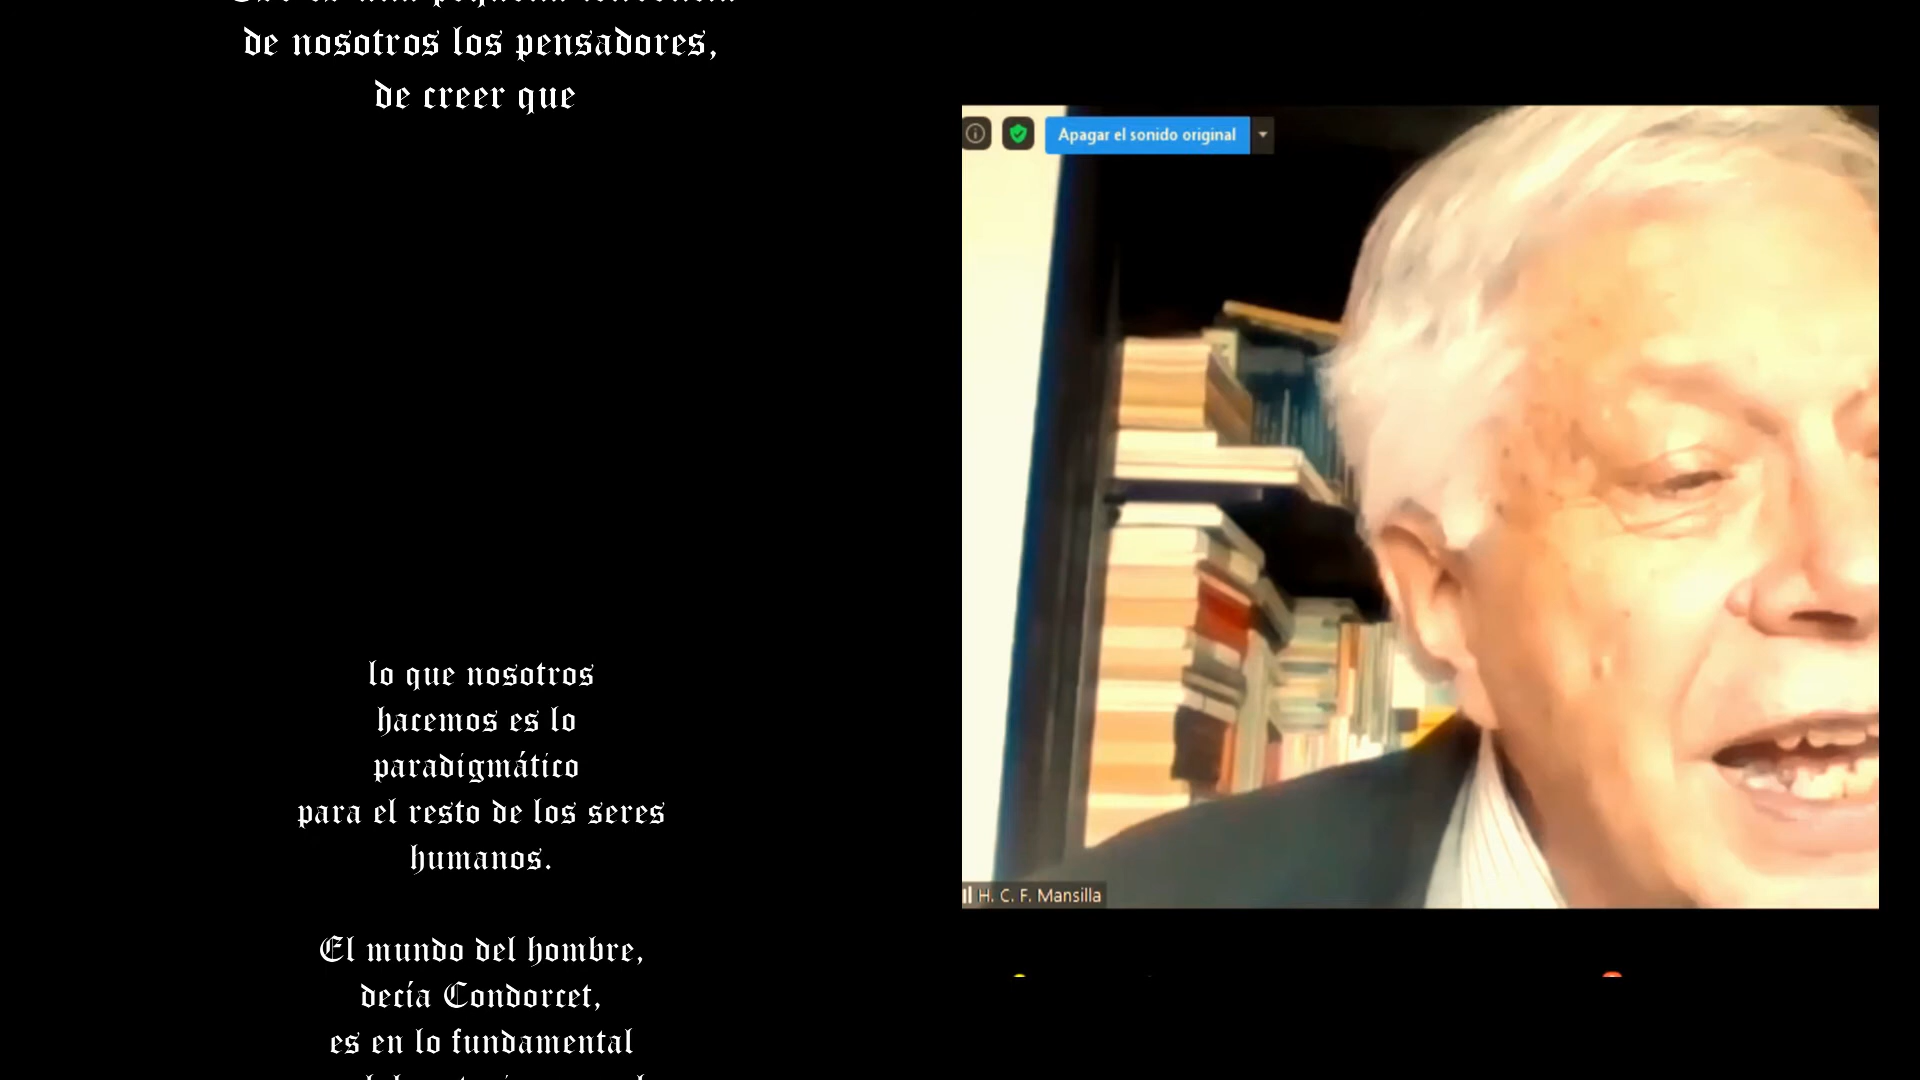 de nosotros los pensadores,
de creer que
lo que nosotros
hacemos es lo
paradigmático
para el resto de los seres
humanos.
El mundo del hombre,
decía Condorcet,
es en lo fundamental
Apagar el sonido original
H. C. F. Mansilla